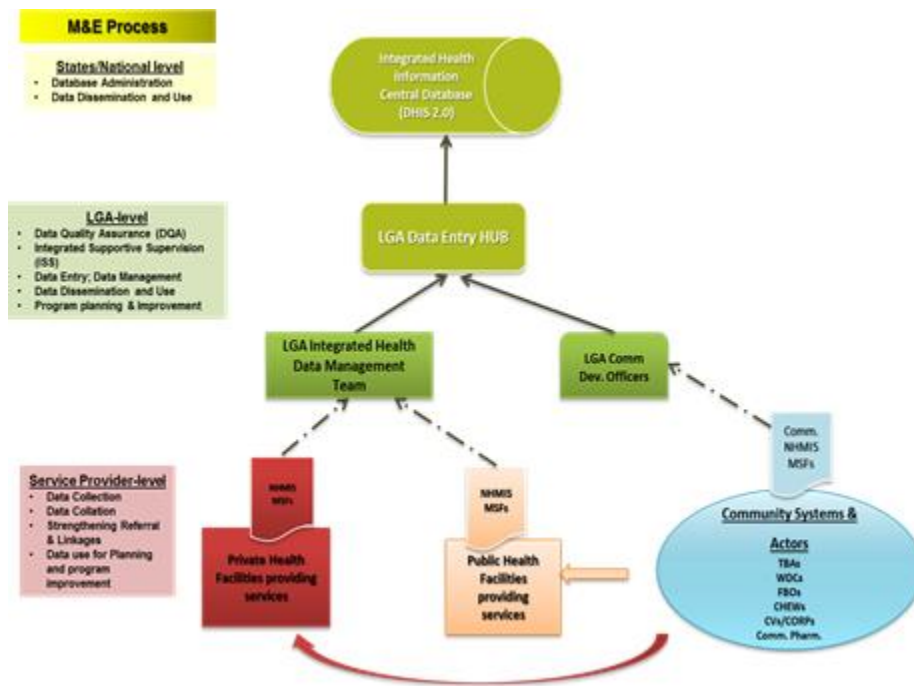 M&E Process
States/National level
• Database Administration
• Data Dissemination and Use
Integrated Health
information
Central Database
(DHIS 2.0)
LGA-level
• Data Quality Assurance (DQA)
• Integrated Supportive Supervision
(ISS)
• Data Entry; Data Management
• Data Dissemination and Use
• Program planning & Improvement
LGA Data Entry HUB
LGA Integrated Health
Data Management
Team
LGA Comm
Dev. Officers
Service Provider-level
• Data Collection
• Data Collation
• Strengthening Referral
& Linkages
• Data use for Planning
and program
improvement
NHMIS
MSFs
Private Health
Facilities providing
services
NHMIS
MSFs
Public Health
Facilities
providing
services
Comm.
NHMIS
MSFs
Community Systems &
Actors
TBAs
WDCs
FBOs
CHEWs
CVs/CORPs
Comm. Pharm.